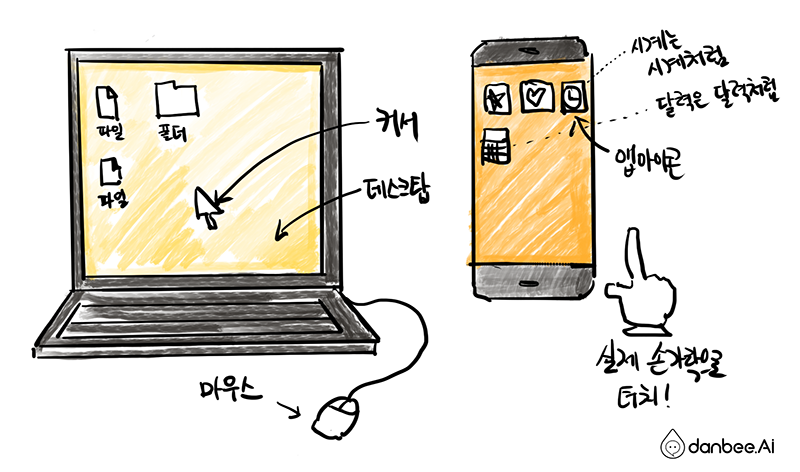 파일
폴더
파일
커서
데스크탑
마우스
시계는
시계처럼
달력은 달력처럼
앱아이콘
실제 손가락으로
터치!
danbee.Ai